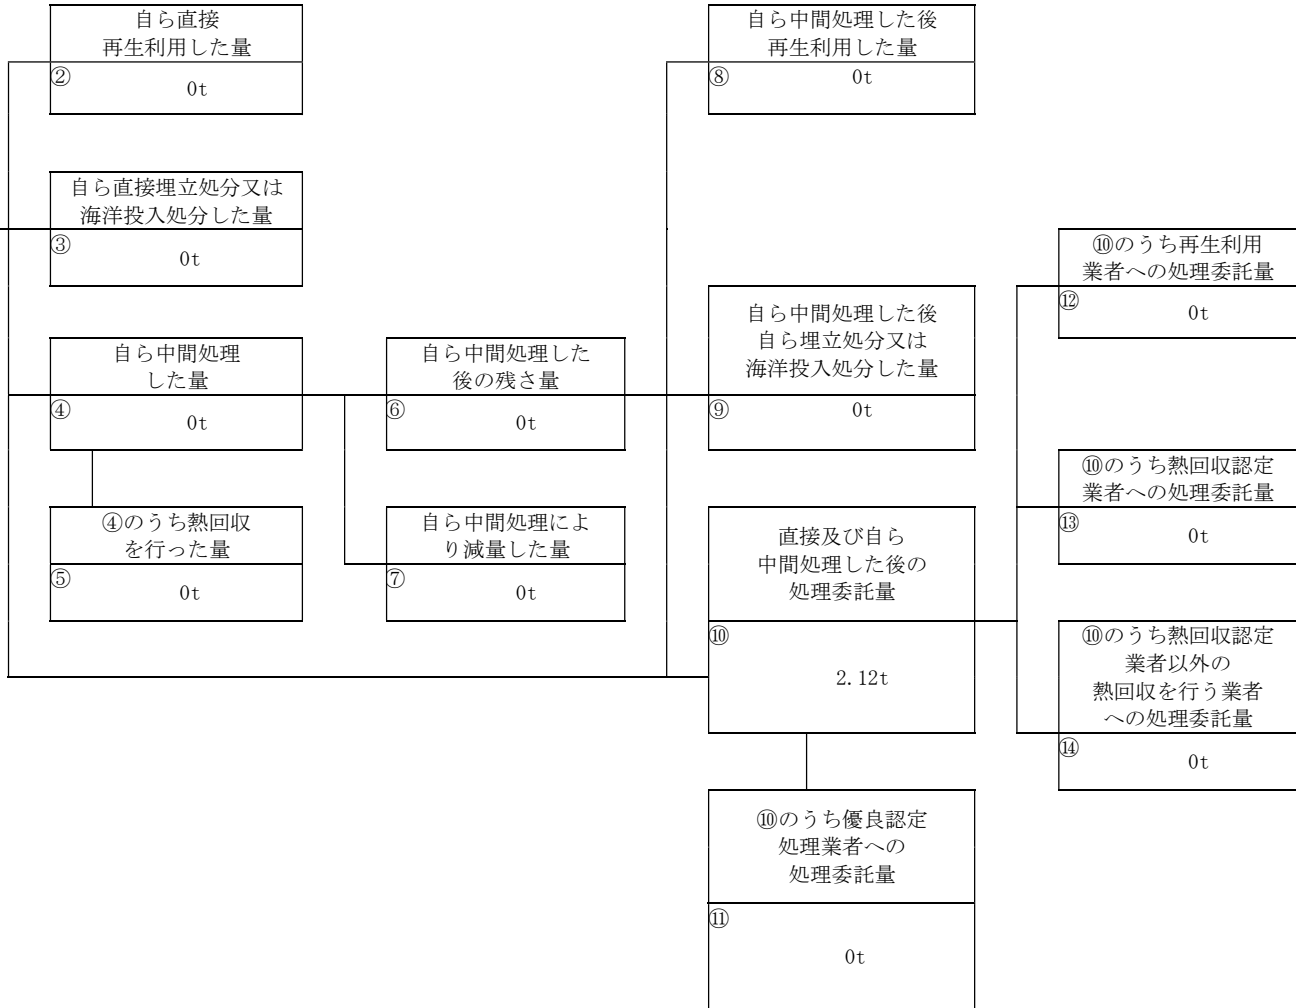 自ら直接
再生利用した量
②
0t
自ら中間処理した後
再生利用した量
⑧
0t
自ら直接埋立処分又は
海洋投入処分した量
③
0t
⑩のうち再生利用
業者への処理委託量
⑫
0t
自ら中間処理した後
自ら埋立処分又は
海洋投入処分した量
⑨
0t
自ら中間処理
した量
④
0t
自ら中間処理した
後の残さ量
⑥
0t
⑩のうち熱回収認定
業者への処理委託量
⑬
0t
④のうち熱回収
を行った量
⑤
0t
自ら中間処理によ
り減量した量
⑦
0t
直接及び自ら
中間処理した後の
処理委託量
⑩
2.12t
⑩のうち熱回収認定
業者以外の
熱回収を行う業者
への処理委託量
⑭
0t
⑩のうち優良認定
処理業者への
処理委託量
⑪
0t